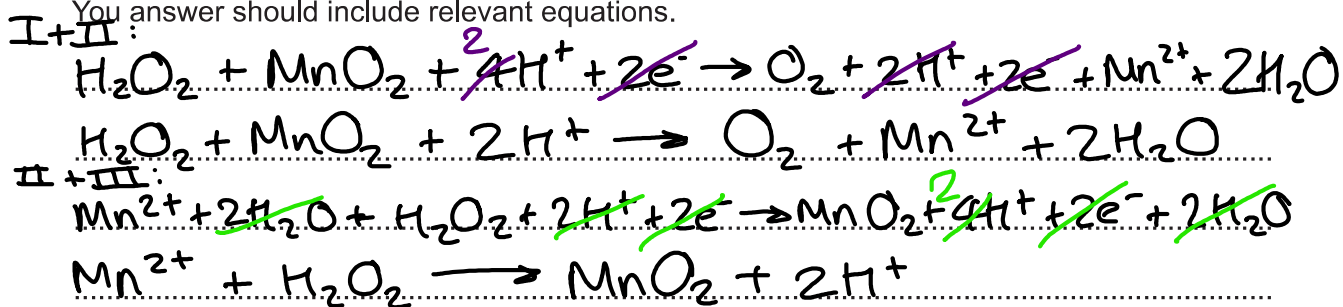 You answer should include relevant equations.
I+II:
H₂O₂ + MnO₂ + 2 4H⁺ + 2e⁻ → O₂ + 2H⁺ + 2e⁻ + Mn²⁺ + 2H₂O
H₂O₂ + MnO₂ + 2H⁺ → O₂ + Mn²⁺ + 2H₂O
II + III:
Mn²⁺ + 2H₂O + H₂O₂ + 2H⁺ + 2e⁻ → MnO₂ + 2 4H⁺ + 2e⁻ + 2H₂O
Mn²⁺ + H₂O₂ → MnO₂ + 2H⁺